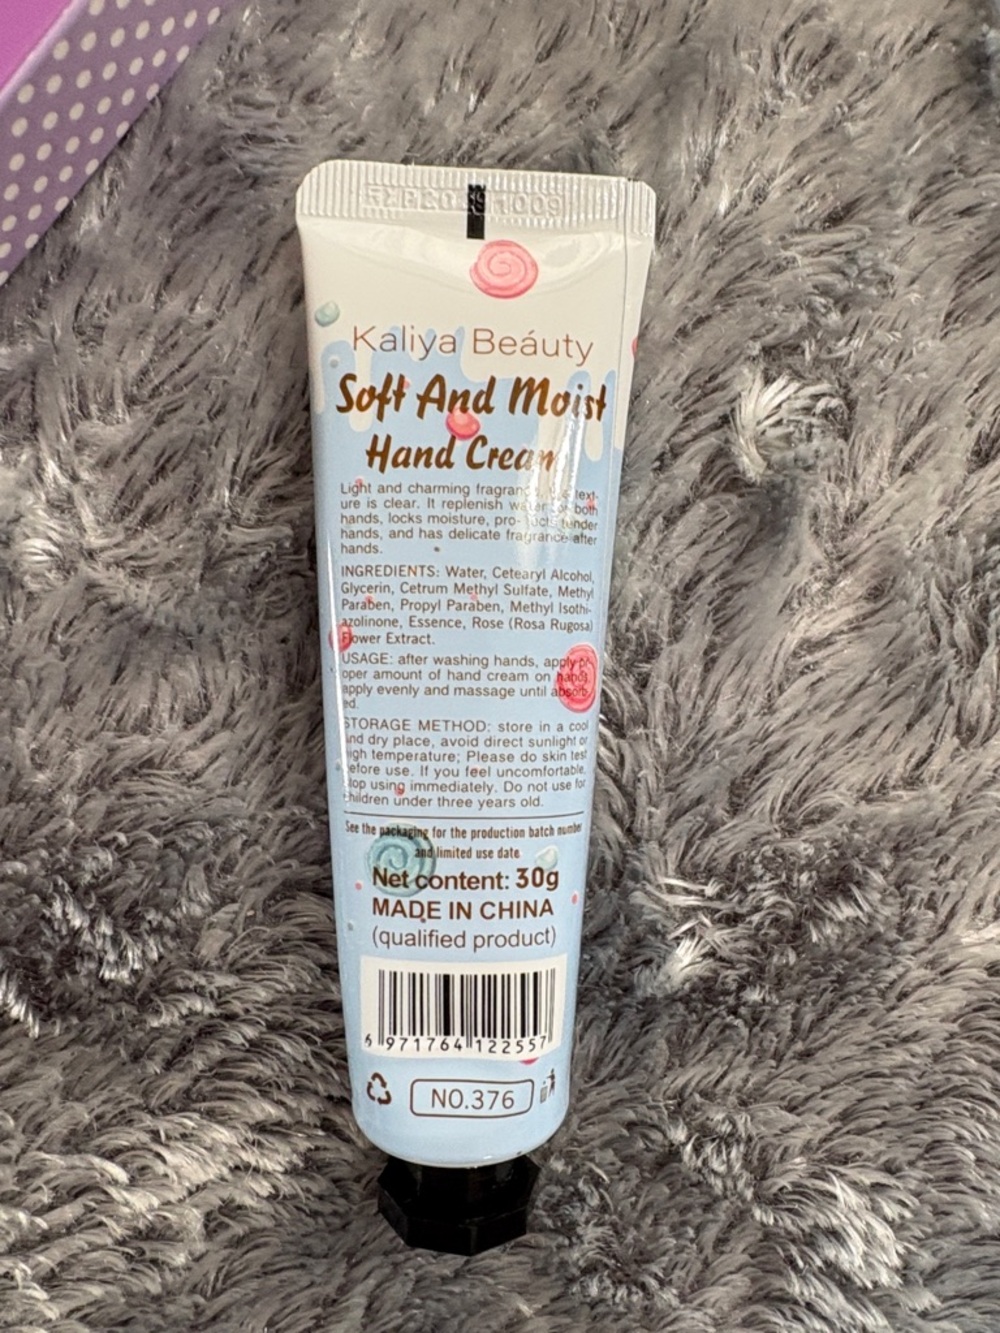 Kaliya Beáuty
Soft And Moist
Hand Cream
Light and charming text-
ure is clear. It replenish water for both
hands, locks moisture, pro- tender
hands, and has delicate fragrance after
hands.
INGREDIENTS: Water, Cetearyl Alcohol,
Glycerin, Cetrum Methyl Sulfate, Methyl
Paraben, Propyl Paraben, Methyl Isothi-
azolinone, Essence, Rose (Rosa Rugosa)
Flower Extract.
USAGE: after washing hands, apply pr-
oper amount of hand cream on hands,
apply evenly and massage until absorb-
ed.
STORAGE METHOD: store in a cool
and dry place, avoid direct sunlight or
high temperature; Please do skin test
before use. If you feel uncomfortable,
stop using immediately. Do not use for
children under three years old.
See the packaging for the production batch number
and limited use date
Net content: 30g
MADE IN CHINA
(qualified product)
6 971764 122557
NO.376